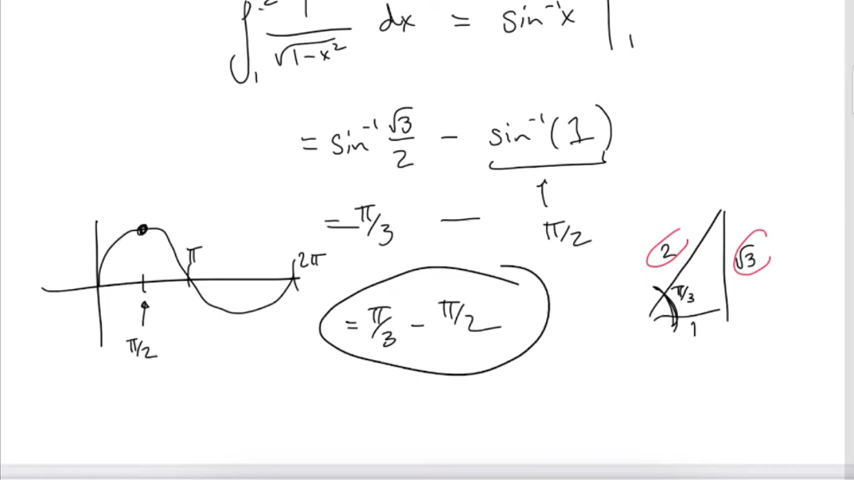 ∫₁ 1/√(1-x²) dx = sin⁻¹x |₁
= sin⁻¹ √3/2 - sin⁻¹(1)
= π/3 - π/2
= π/3 - π/2
π
2π
π/2
2
√3
π/3
1